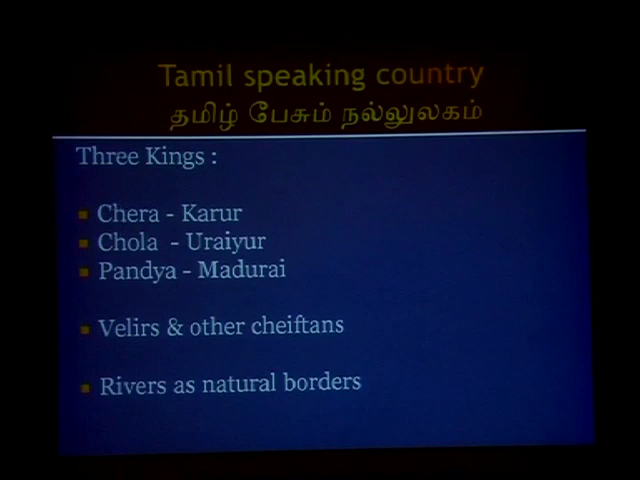 Tamil speaking country
தமிழ் பேசும் நல்லுலகம்
Three Kings :
Chera - Karur
Chola - Uraiyur
Pandya - Madurai
Velirs & other cheiftans
Rivers as natural borders